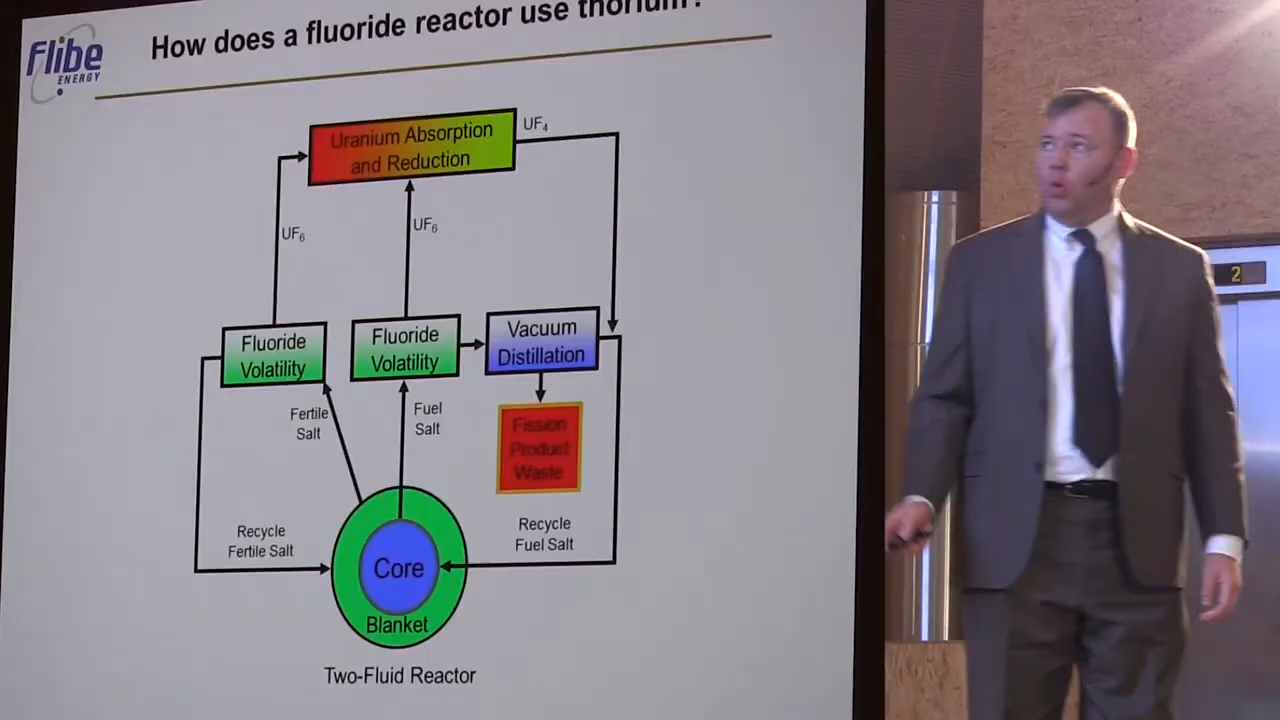 Flibe
ENERGY
How does a fluoride reactor use thorium?
Uranium Absorption
and Reduction
UF4
UF6
UF6
Fluoride
Volatility
Fluoride
Volatility
Vacuum
Distillation
Fertile
Salt
Fuel
Salt
Fission
Product
Waste
Recycle
Fertile Salt
Recycle
Fuel Salt
Core
Blanket
Two-Fluid Reactor
2